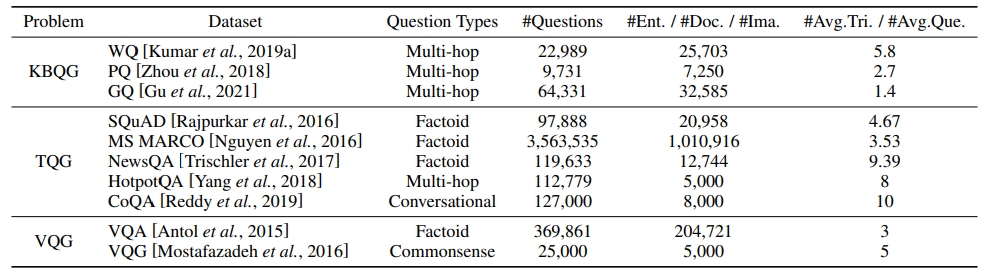 Problem Dataset Question Types #Questions #Ent. / #Doc. / #Ima. #Avg.Tri. / #Avg.Que.
KBQG
WQ [Kumar et al., 2019a] Multi-hop 22,989 25,703 5.8
PQ [Zhou et al., 2018] Multi-hop 9,731 7,250 2.7
GQ [Gu et al., 2021] Multi-hop 64,331 32,585 1.4
TQG
SQuAD [Rajpurkar et al., 2016] Factoid 97,888 20,958 4.67
MS MARCO [Nguyen et al., 2016] Factoid 3,563,535 1,010,916 3.53
NewsQA [Trischler et al., 2017] Factoid 119,633 12,744 9.39
HotpotQA [Yang et al., 2018] Multi-hop 112,779 5,000 8
CoQA [Reddy et al., 2019] Conversational 127,000 8,000 10
VQG
VQA [Antol et al., 2015] Factoid 369,861 204,721 3
VQG [Mostafazadeh et al., 2016] Commonsense 25,000 5,000 5